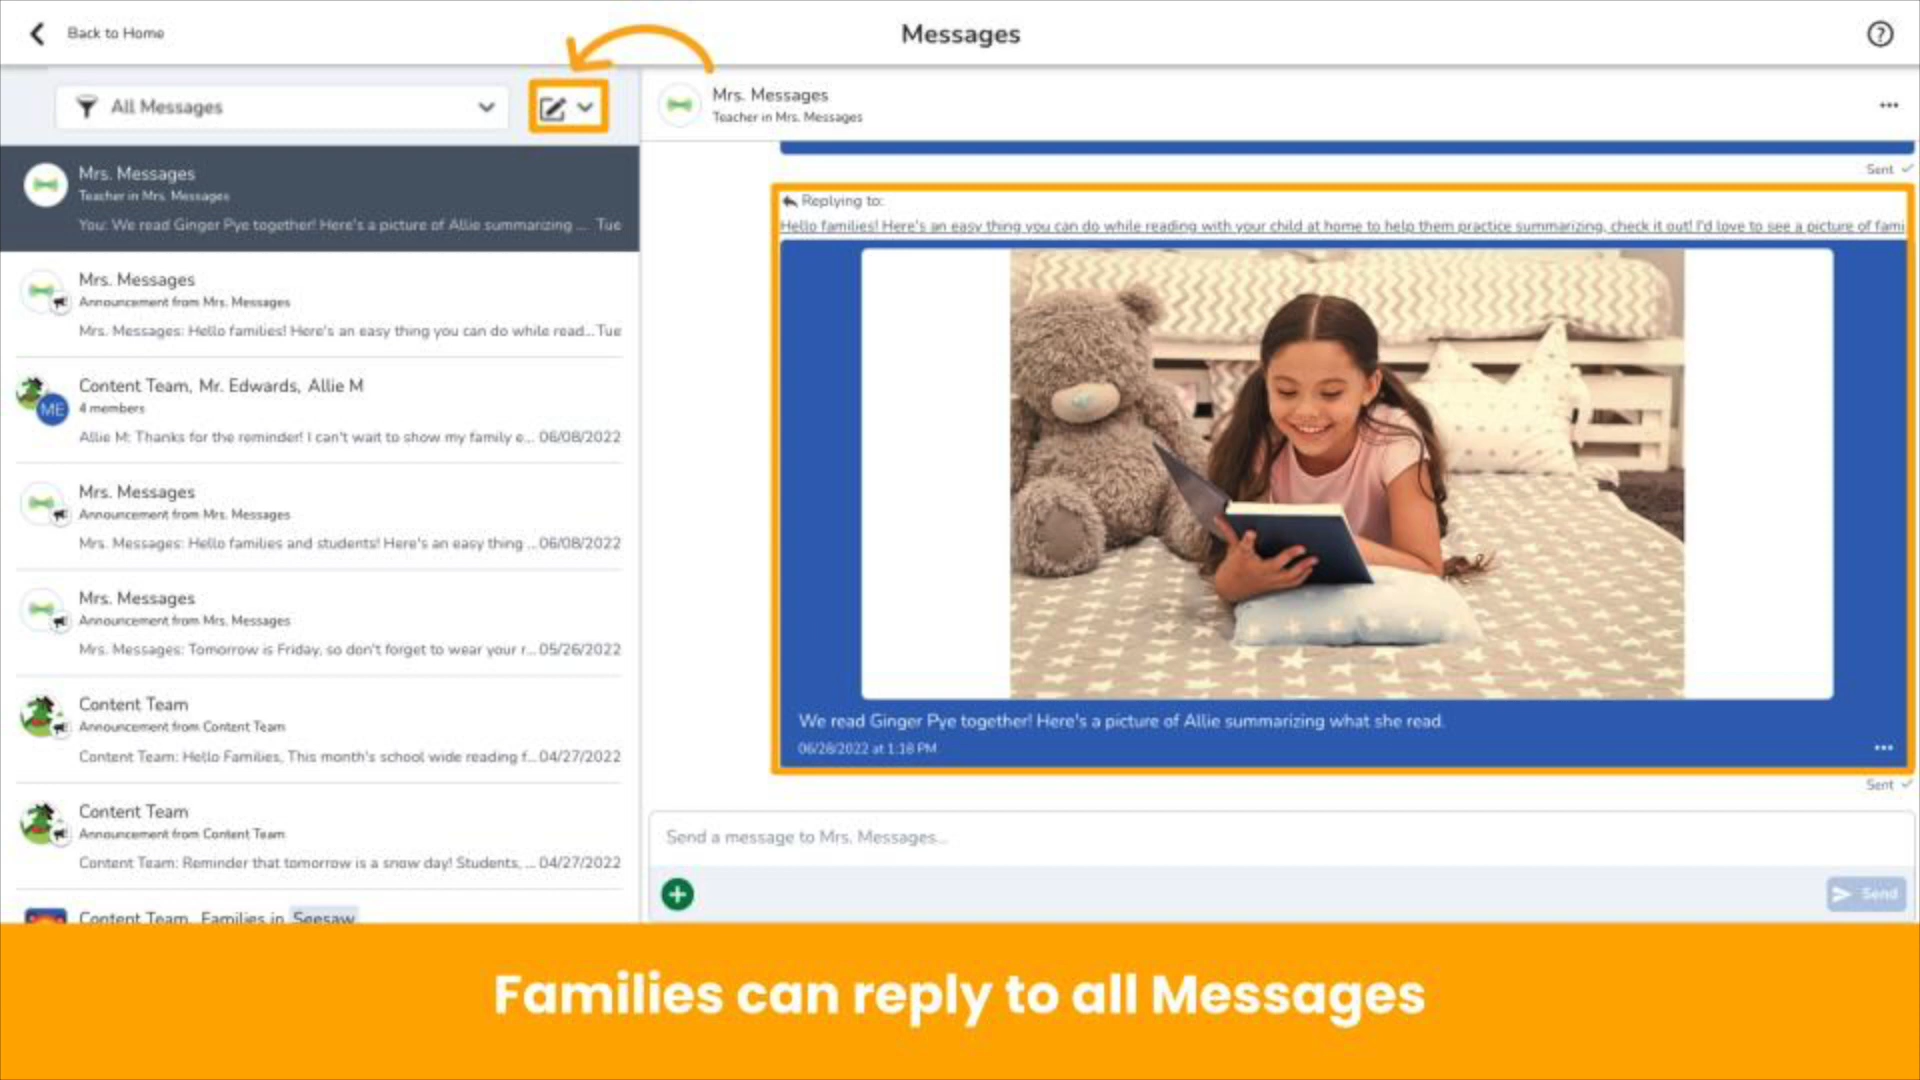 Back to Home
Messages
All Messages
Mrs. Messages
Teacher in Mrs. Messages
You: We read Ginger Pye together! Here's a picture of Allie summarizing ... Tue
Mrs. Messages
Announcement from Mrs. Messages
Mrs. Messages: Hello families! Here's an easy thing you can do while read... Tue
Content Team, Mr. Edwards, Allie M
ME
4 members
Allie M: Thanks for the reminder! I can't wait to show my family e... 06/08/2022
Mrs. Messages
Announcement from Mrs. Messages
Mrs. Messages: Hello families and students! Here's an easy thing ... 06/08/2022
Mrs. Messages
Announcement from Mrs. Messages
Mrs. Messages: Tomorrow is Friday, so don't forget to wear your r... 05/26/2022
Content Team
Announcement from Content Team
Content Team: Hello Families, This month's school wide reading f... 04/27/2022
Content Team
Announcement from Content Team
Content Team: Reminder that tomorrow is a snow day! Students, ... 04/27/2022
Content Team, Families in Seesaw
Mrs. Messages
Teacher in Mrs. Messages
Sent
Replying to:
Hello families! Here's an easy thing you can do while reading with your child at home to help them practice summarizing, check it out! I'd love to see a picture of fami
We read Ginger Pye together! Here's a picture of Allie summarizing what she read.
06/28/2022 at 1:18 PM
Sent
Send a message to Mrs. Messages...
Send
Families can reply to all Messages